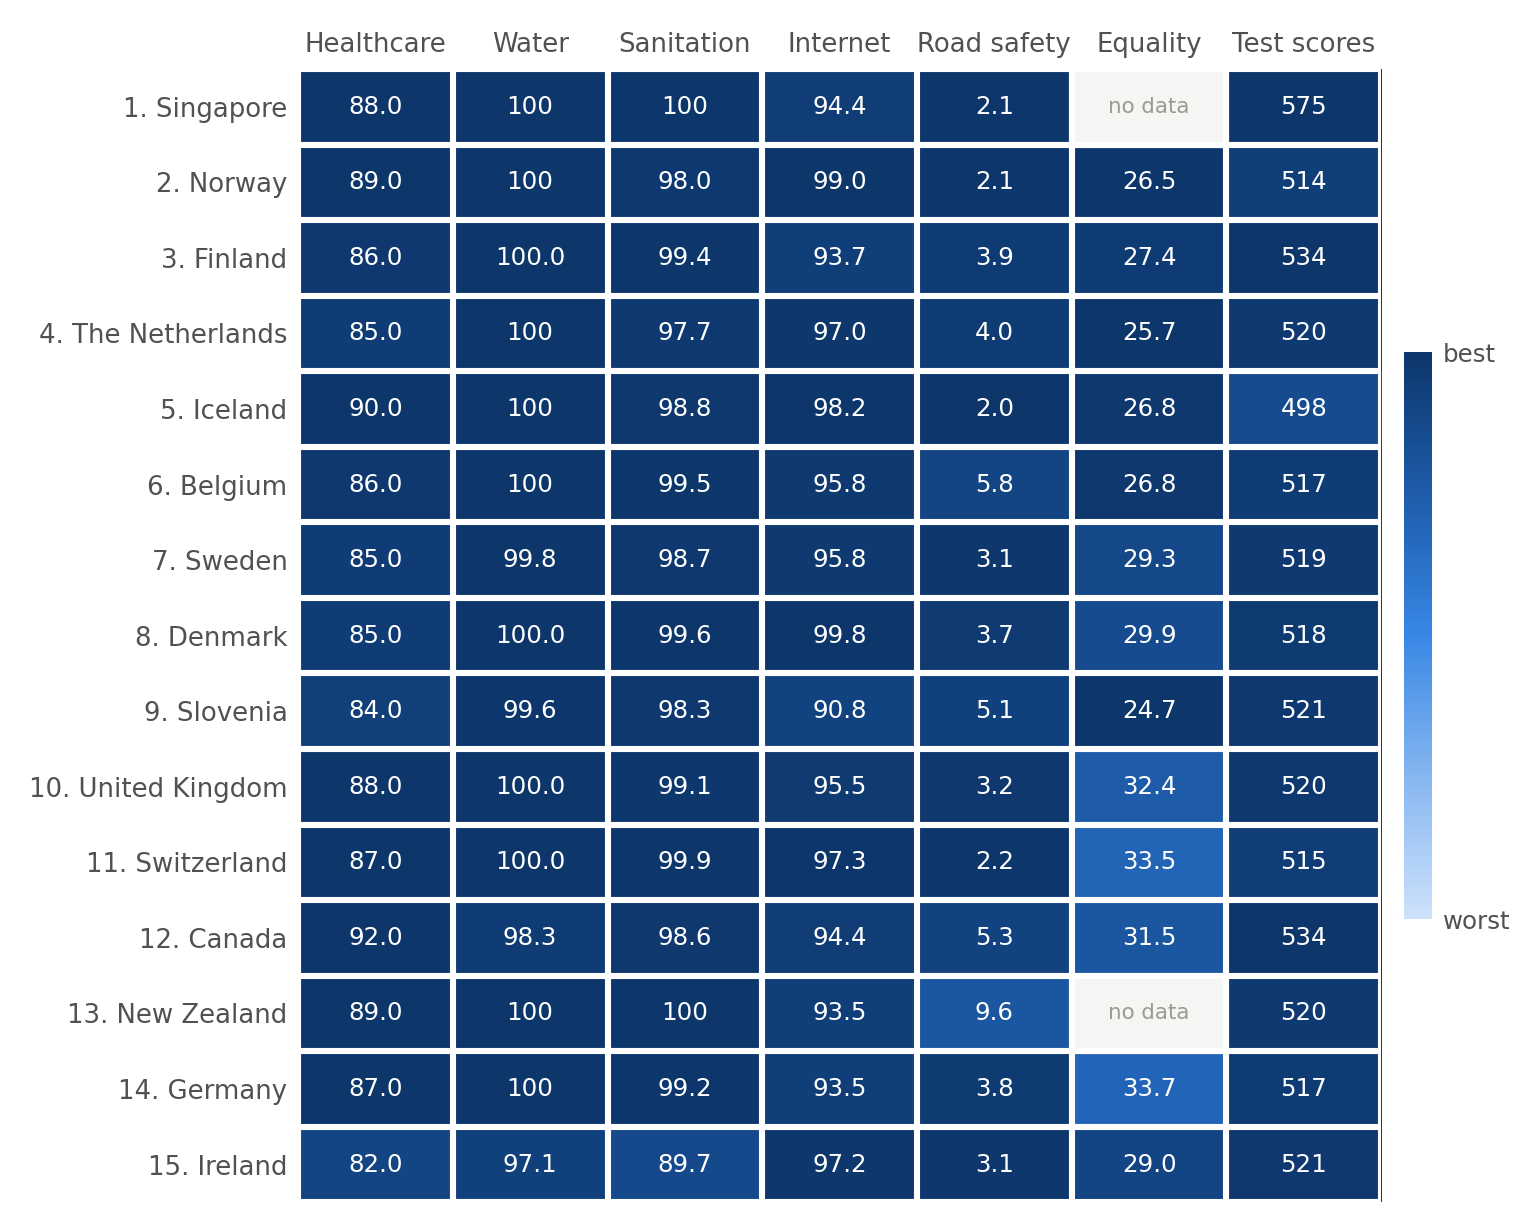 Healthcare Water Sanitation Internet Road safety Equality Test scores
1. Singapore 88.0 100 100 94.4 2.1 no data 575
2. Norway 89.0 100 98.0 99.0 2.1 26.5 514
3. Finland 86.0 100.0 99.4 93.7 3.9 27.4 534
4. The Netherlands 85.0 100 97.7 97.0 4.0 25.7 520
best
5. Iceland 90.0 100 98.8 98.2 2.0 26.8 498
6. Belgium 86.0 100 99.5 95.8 5.8 26.8 517
7. Sweden 85.0 99.8 98.7 95.8 3.1 29.3 519
8. Denmark 85.0 100.0 99.6 99.8 3.7 29.9 518
9. Slovenia 84.0 99.6 98.3 90.8 5.1 24.7 521
10. United Kingdom 88.0 100.0 99.1 95.5 3.2 32.4 520
11. Switzerland 87.0 100.0 99.9 97.3 2.2 33.5 515
worst
12. Canada 92.0 98.3 98.6 94.4 5.3 31.5 534
13. New Zealand 89.0 100 100 93.5 9.6 no data 520
14. Germany 87.0 100 99.2 93.5 3.8 33.7 517
15. Ireland 82.0 97.1 89.7 97.2 3.1 29.0 521